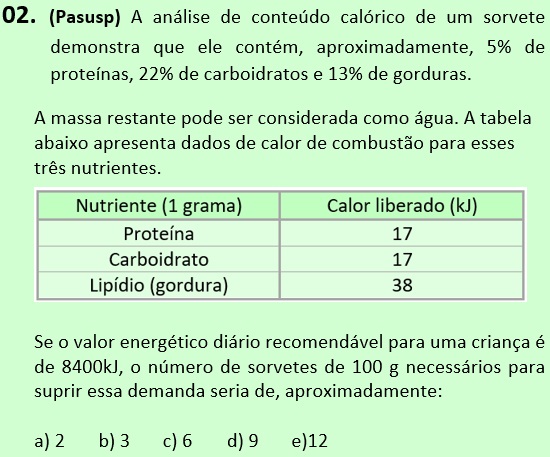 02. (Pasusp) A análise de conteúdo calórico de um sorvete
demonstra que ele contém, aproximadamente, 5% de
proteínas, 22% de carboidratos e 13% de gorduras.
A massa restante pode ser considerada como água. A tabela
abaixo apresenta dados de calor de combustão para esses
três nutrientes.
Nutriente (1 grama) Calor liberado (kJ)
Proteína 17
Carboidrato 17
Lipídio (gordura) 38
Se o valor energético diário recomendável para uma criança é
de 8400kJ, o número de sorvetes de 100 g necessários para
suprir essa demanda seria de, aproximadamente:
a) 2 b) 3 c) 6 d) 9 e)12